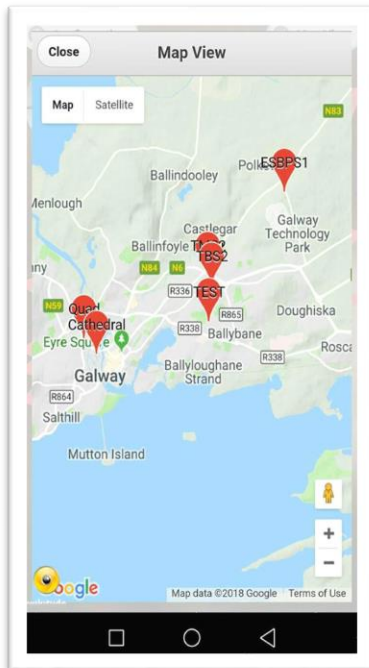 Close
Map View
Map
Satellite
N83
ESBPS1
Ballindooley
Menlough
Galway
Technology
Park
Castlegar
Ballinfoyle
TBS2
N84
N6
R336
TEST
R865
Doughiska
N59
Quad
Cathedral
R338
Ballybane
Eyre Square
R338
Galway
Ballyloughane
Strand
R864
Salthill
Mutton Island
Map data ©2018 Google
Terms of Use